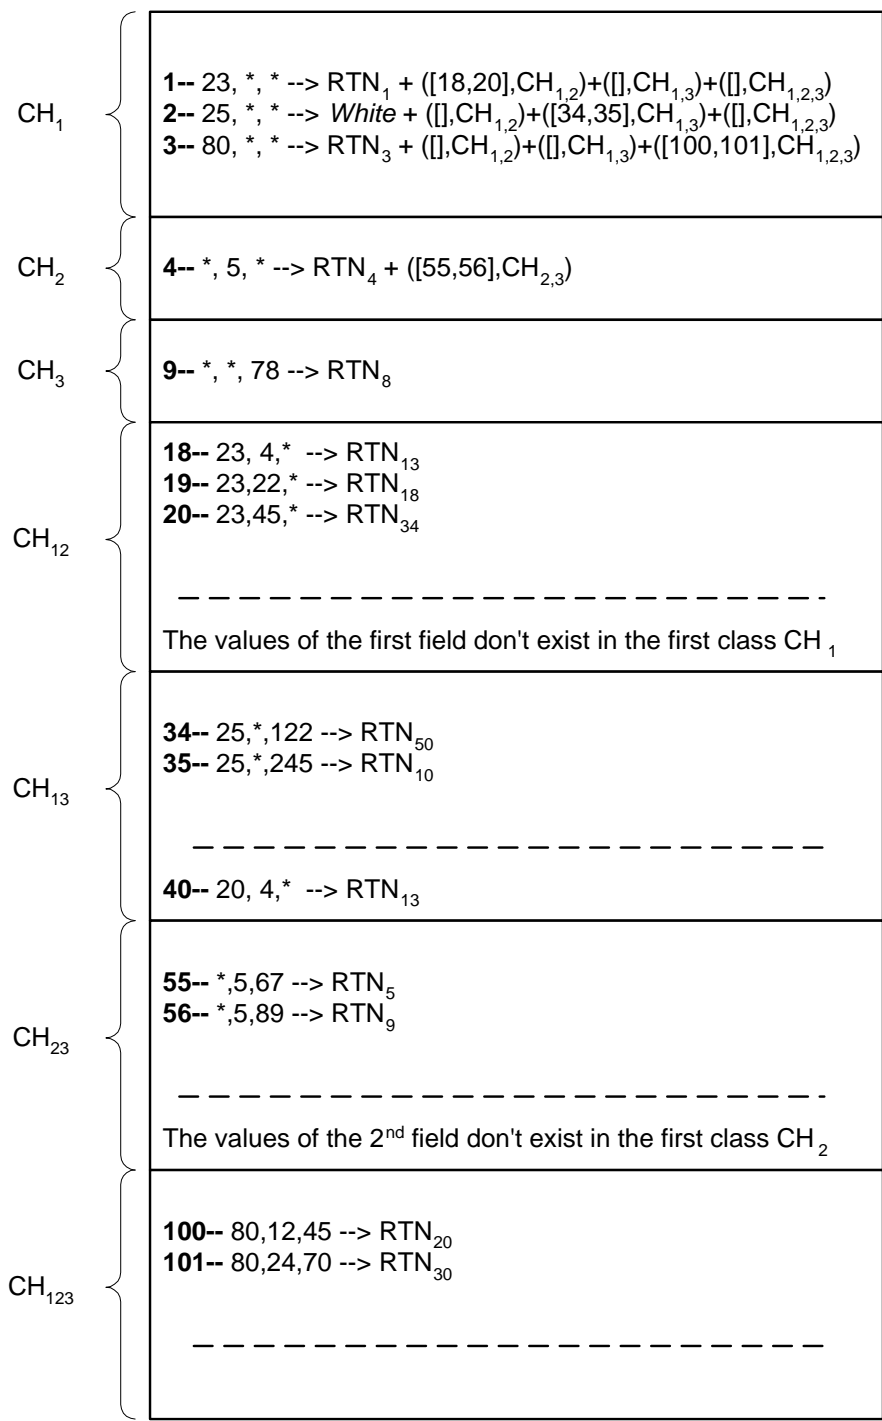 CH1
1-- 23, *, * --> RTN1 + ([18,20],CH1,2)+([],CH1,3)+([],CH1,2,3)
2-- 25, *, * --> White + ([],CH1,2)+([34,35],CH1,3)+([],CH1,2,3)
3-- 80, *, * --> RTN3 + ([],CH1,2)+([],CH1,3)+([100,101],CH1,2,3)
CH2
4-- *, 5, * --> RTN4 + ([55,56],CH2,3)
CH3
9-- *, *, 78 --> RTN8
CH12
18-- 23, 4,* --> RTN13
19-- 23,22,* --> RTN18
20-- 23,45,* --> RTN34
The values of the first field don't exist in the first class CH 1
CH13
34-- 25,*,122 --> RTN50
35-- 25,*,245 --> RTN10
40-- 20, 4,* --> RTN13
CH23
55-- *,5,67 --> RTN5
56-- *,5,89 --> RTN9
The values of the 2nd field don't exist in the first class CH 2
CH123
100-- 80,12,45 --> RTN20
101-- 80,24,70 --> RTN30